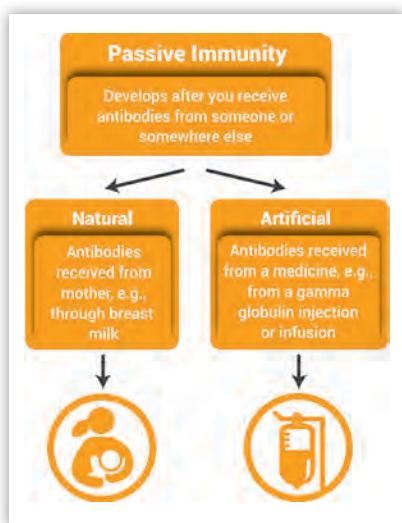 Passive Immunity
Develops after you receive
antibodies from someone or
somewhere else
Natural
Antibodies
received from
mother, e.g.,
through breast
milk
Artificial
Antibodies received
from a medicine, e.g.,
from a gamma
globulin injection
or infusion